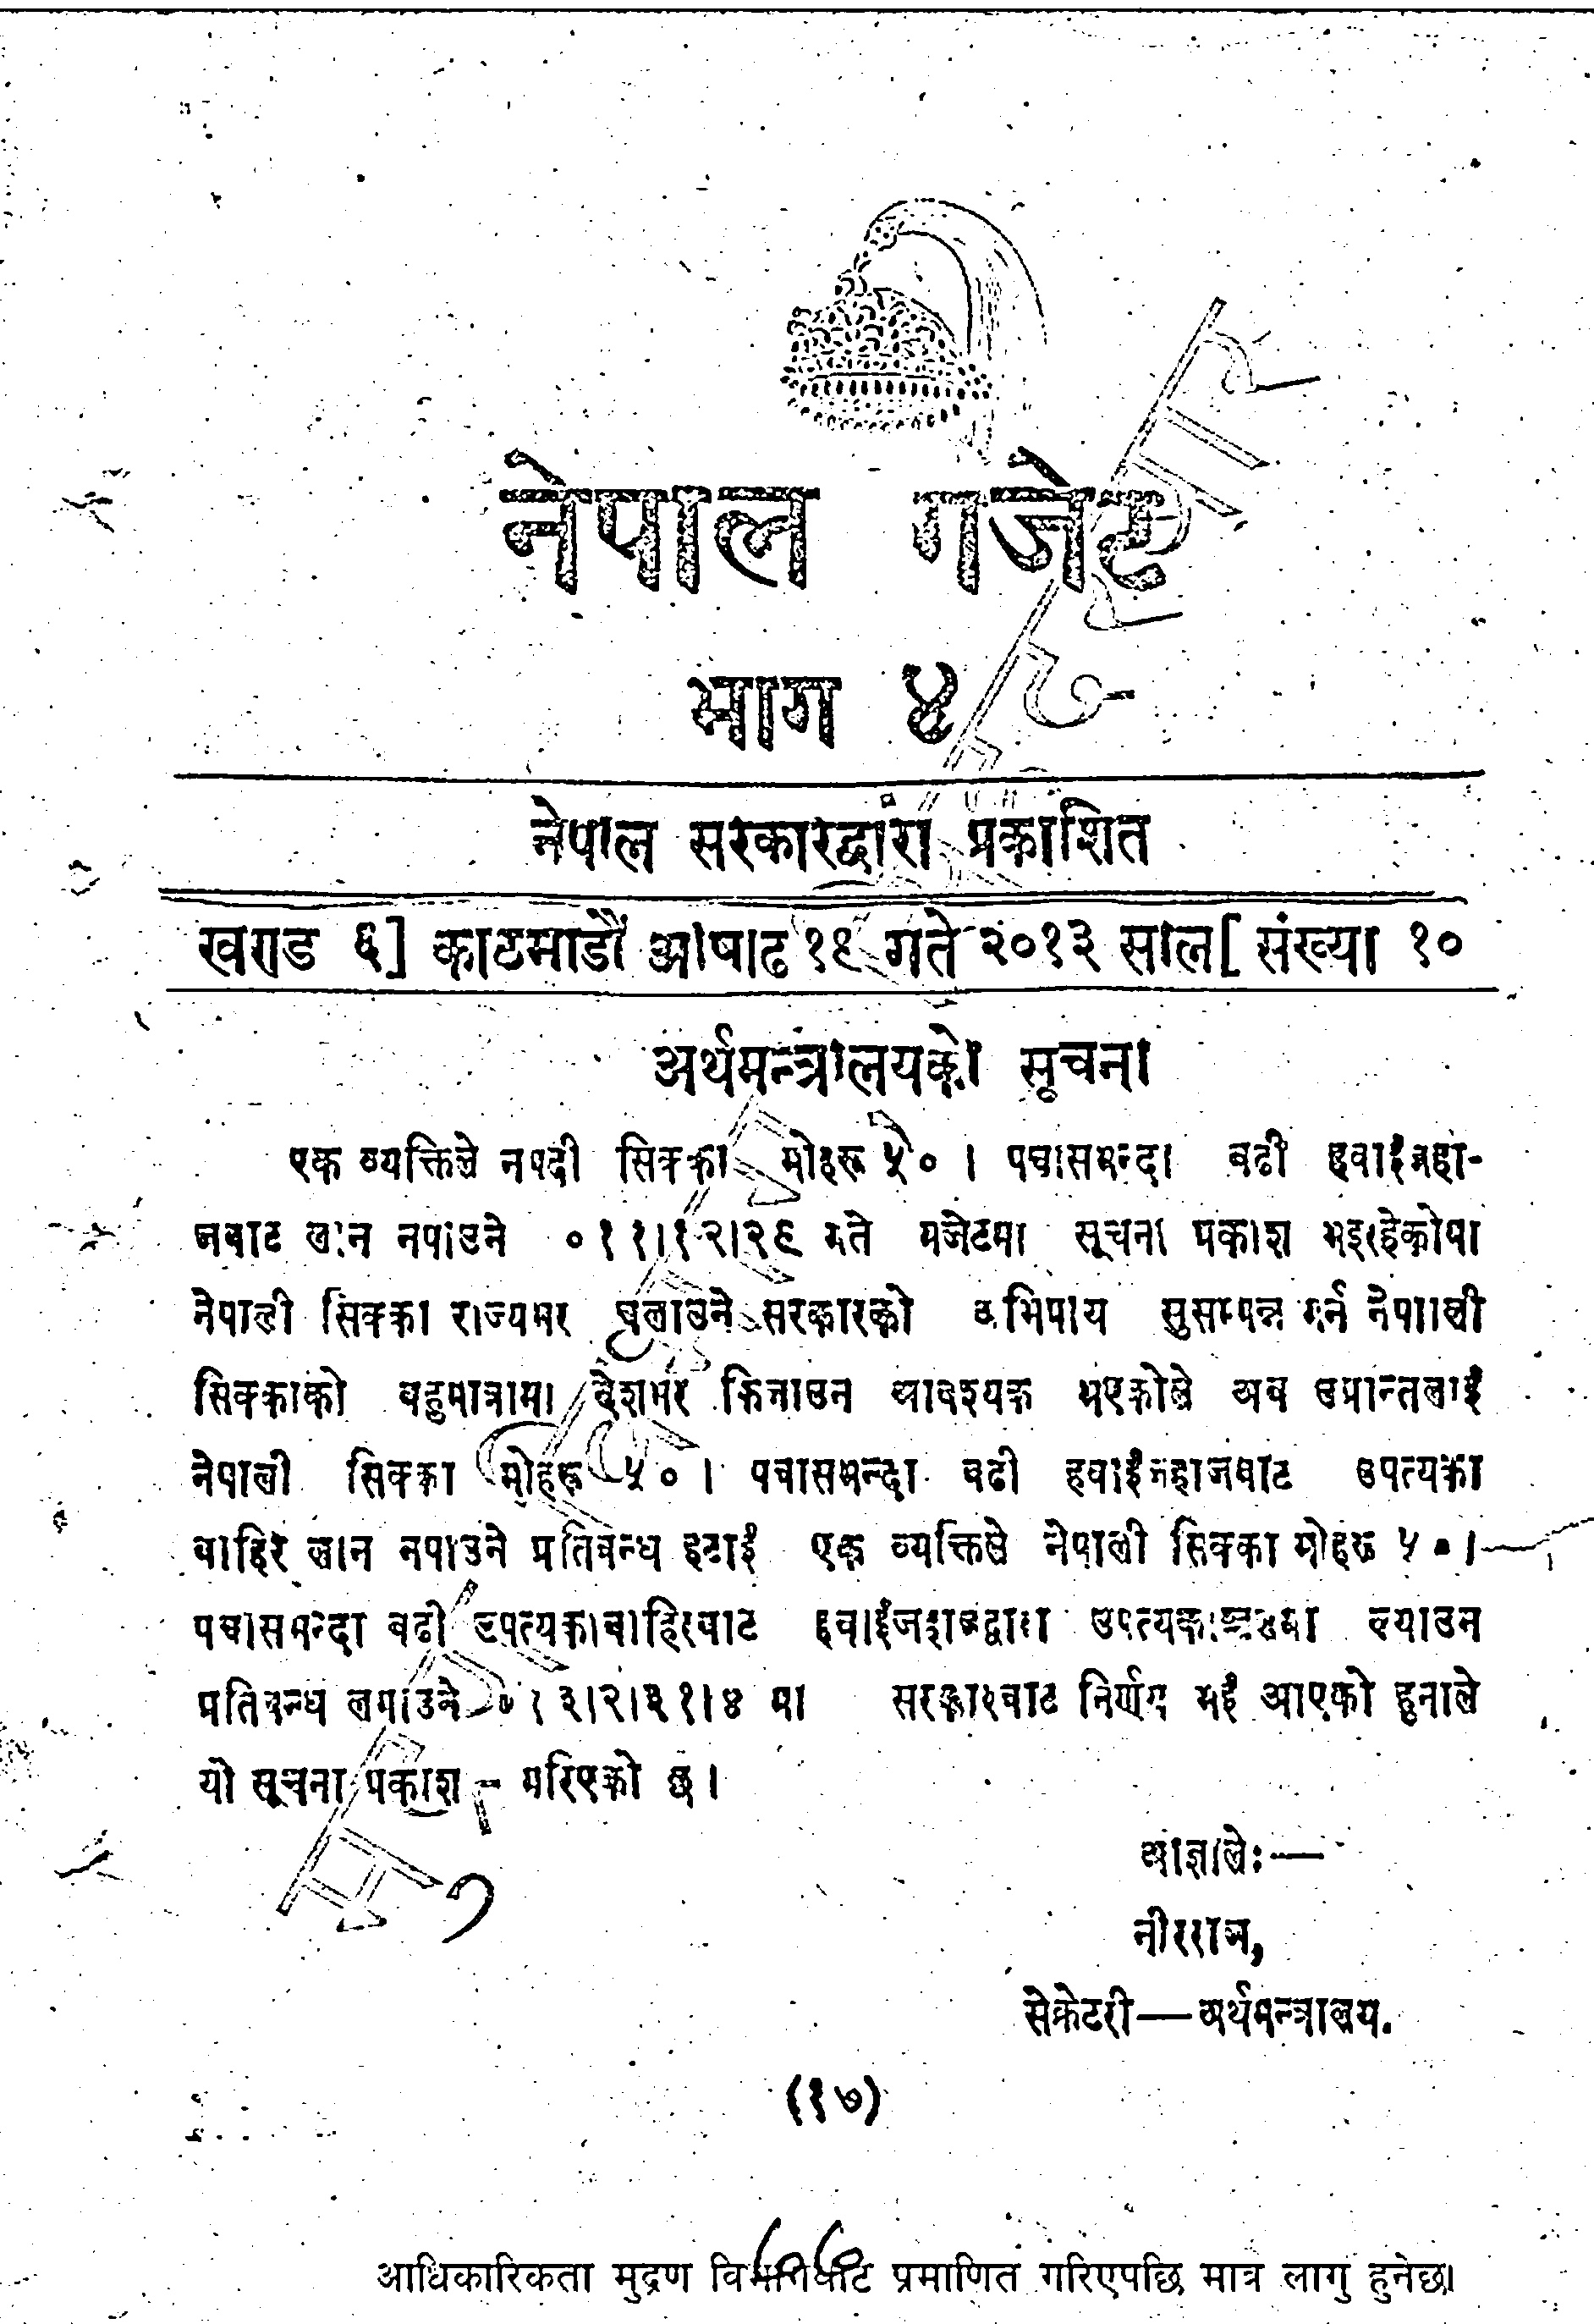 नेपाल गजेट
भाग ४
नेपाल सरकारद्वारा प्रकाशित
खण्ड ६] काठमाडौं आषाढ १९ गते २०१३ साल [ संख्या १०
अर्थमन्त्रालयको सूचना
एक व्यक्तिले नगदी सिक्का मोहरू ५० । पचासभन्दा बढी हवाईजहा-
जबाट लान नपाउने ०११।१२।२९ गते गजेटमा सूचना प्रकाश भइरहेकोमा
नेपाली सिक्का राज्यभर चलाउने सरकारको अभिप्राय सुसम्पन्न गर्न नेपाली
सिक्काको बहुमात्रामा देशभर फिजाउन आवश्यक भएकोले अब उप्रान्तलाई
नेपाली सिक्का मोहरू ५० । पचासभन्दा बढी हवाईजहाजबाट उपत्यका
बाहिर लान नपाउने प्रतिबन्ध हटाई एक व्यक्तिले नेपाली सिक्का मोहरू ५० ।
पचासभन्दा बढी उपत्यकाबाहिरबाट हवाईजहाजद्वारा ल्याउन
प्रतिबन्ध लगाउने ०१३।२।३१।४ मा सरकारबाट निर्णय भई आएको हुनाले
यो सूचना प्रकाश गरिएको छ ।
आज्ञाले:—
नीरराज,
सेक्रेटरी—अर्थमन्त्रालय.
(१७)
आधिकारिकता मुद्रण विभागबाट प्रमाणित गरिएपछि मात्र लागु हुनेछ।